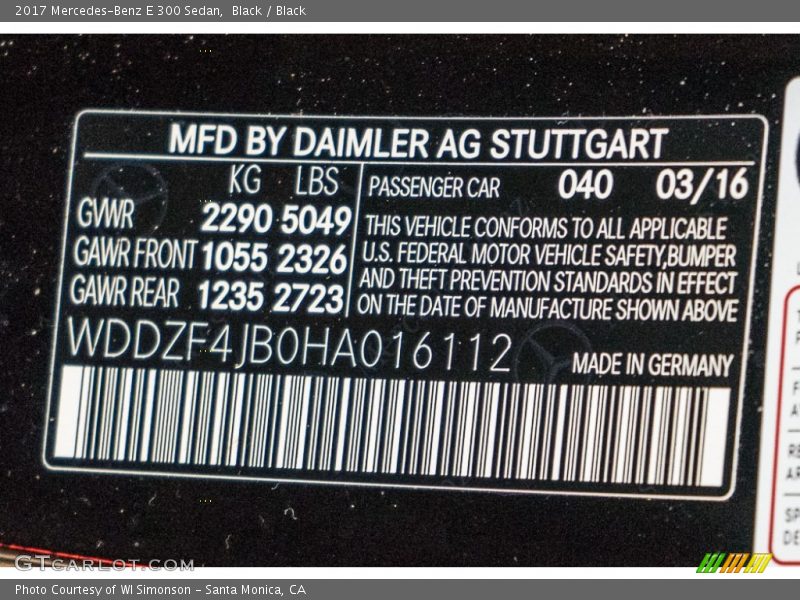 2017 Mercedes-Benz E 300 Sedan,  Black / Black
MFD BY DAIMLER AG STUTTGART
KG LBS
GVWR 2290 5049
GAWR FRONT 1055 2326
GAWR REAR 1235 2723
PASSENGER CAR 040 03/16
THIS VEHICLE CONFORMS TO ALL APPLICABLE
U.S. FEDERAL MOTOR VEHICLE SAFETY,BUMPER
AND THEFT PREVENTION STANDARDS IN EFFECT
ON THE DATE OF MANUFACTURE SHOWN ABOVE
WDDZF4JB0HA016112
MADE IN GERMANY
GTCARLOT.COM
Photo Courtesy of WI Simonson - Santa Monica, CA